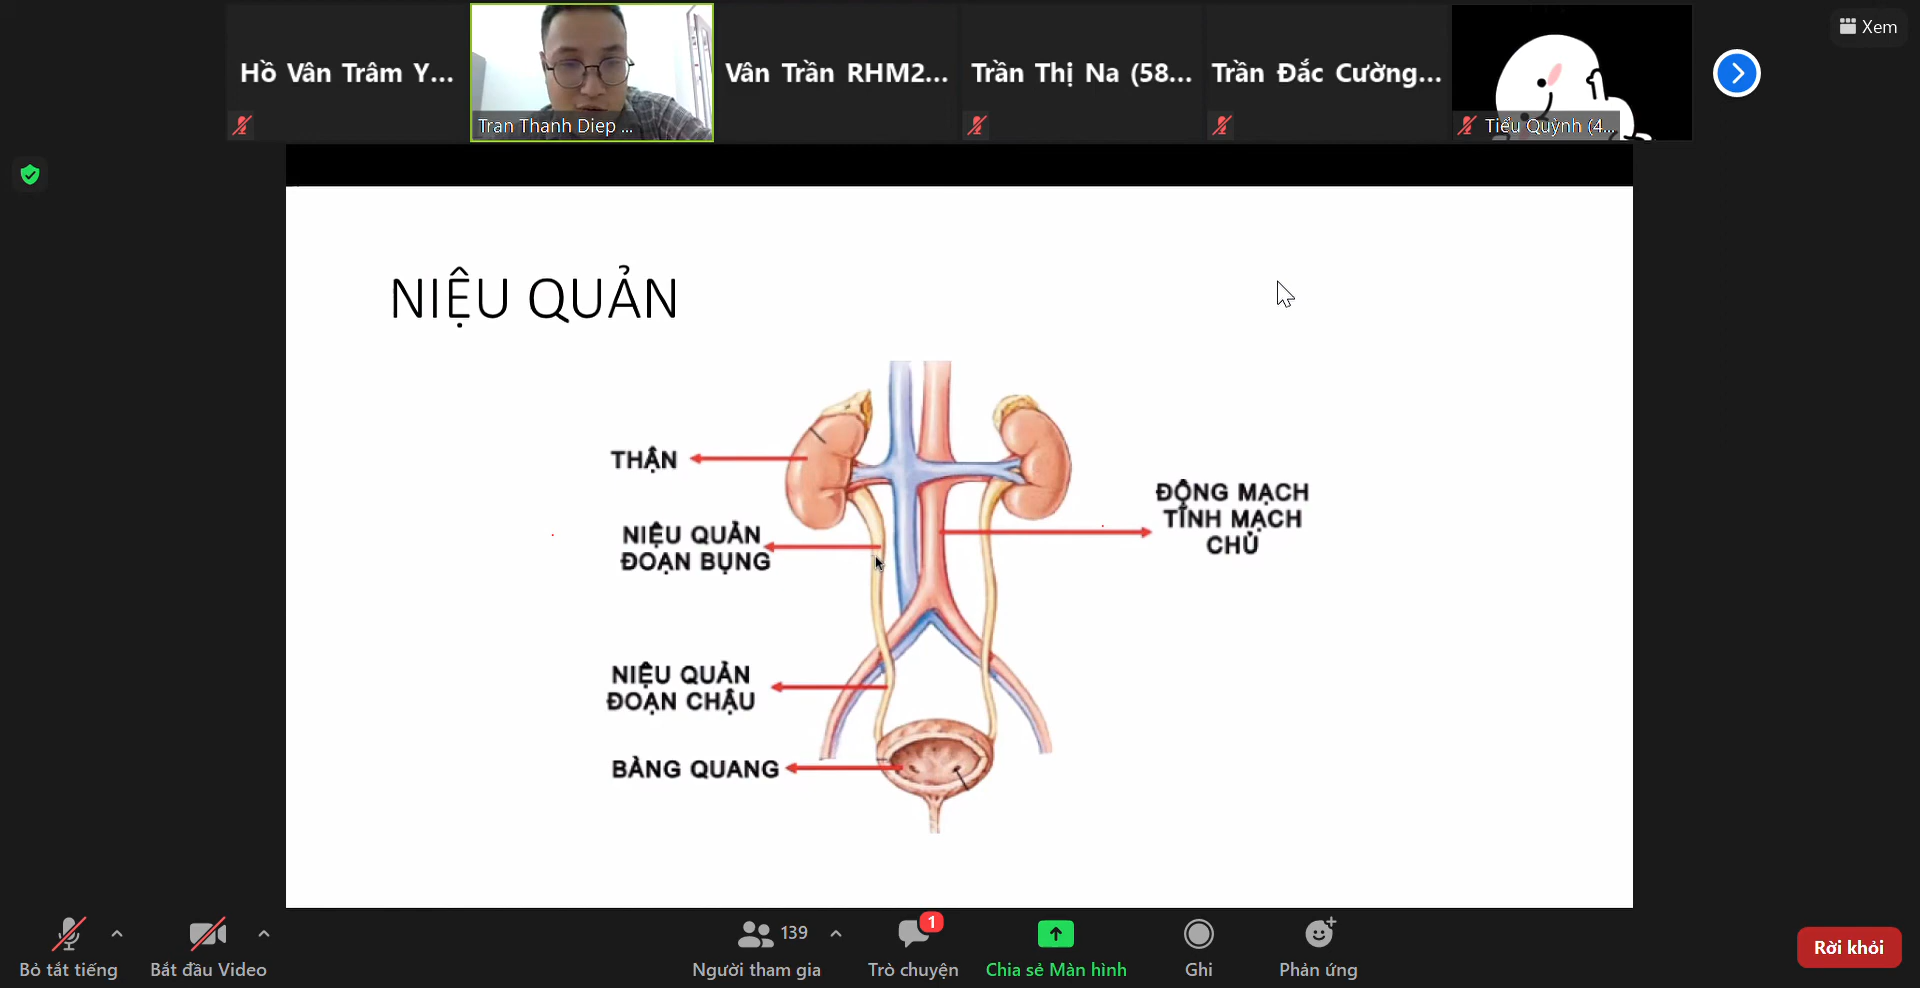 Hồ Vân Trâm Y...
Tran Thanh Diep ...
Vân Trần RHM2...
Trần Thị Na (58...
Trần Đắc Cường...
Tiểu Quỳnh (4...
Xem
NIỆU QUẢN
THẬN
NIỆU QUẢN
ĐOẠN BỤNG
ĐỘNG MẠCH
TĨNH MẠCH
CHỦ
NIỆU QUẢN
ĐOẠN CHẬU
BÀNG QUANG
Bỏ tắt tiếng
Bắt đầu Video
139
Người tham gia
1
Trò chuyện
Chia sẻ Màn hình
Ghi
Phản ứng
Rời khỏi